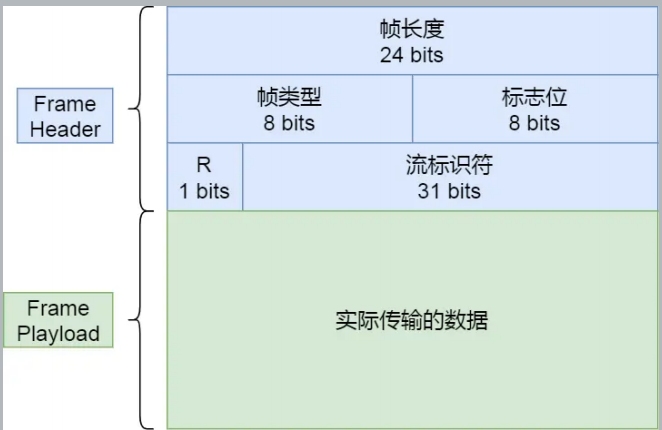 帧长度
24 bits
Frame
Header
帧类型
8 bits
标志位
8 bits
R
1 bits
流标识符
31 bits
Frame
Playload
实际传输的数据